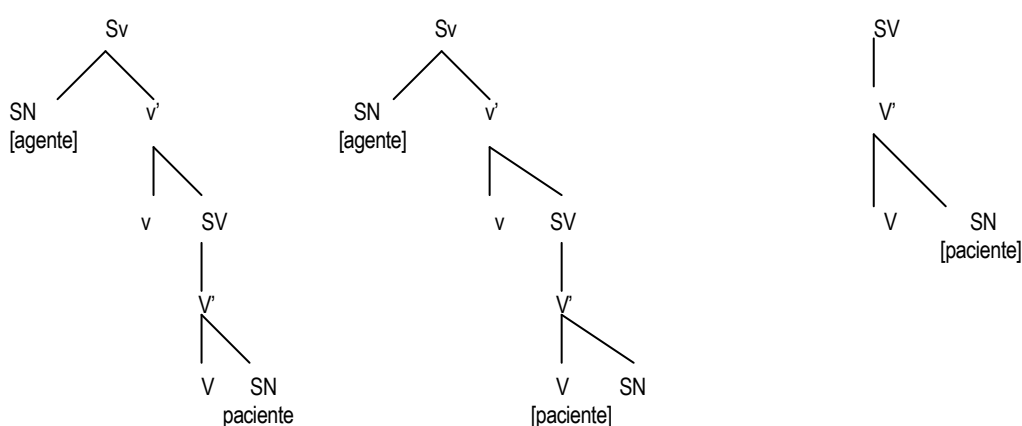 Sv Sv SV
SN v’ SN v’ V’
[agente] [agente]
v SV v SV V SN
[paciente]
V’ V’
V SN V SN
paciente [paciente]